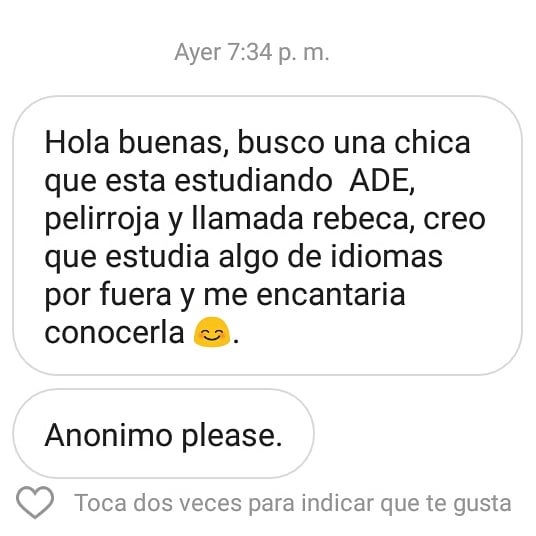 Ayer 7:34 p. m.
Hola buenas, busco una chica
que esta estudiando  ADE,
pelirroja y llamada rebeca, creo
que estudia algo de idiomas
por fuera y me encantaria
conocerla 😊.
Anonimo please.
Toca dos veces para indicar que te gusta